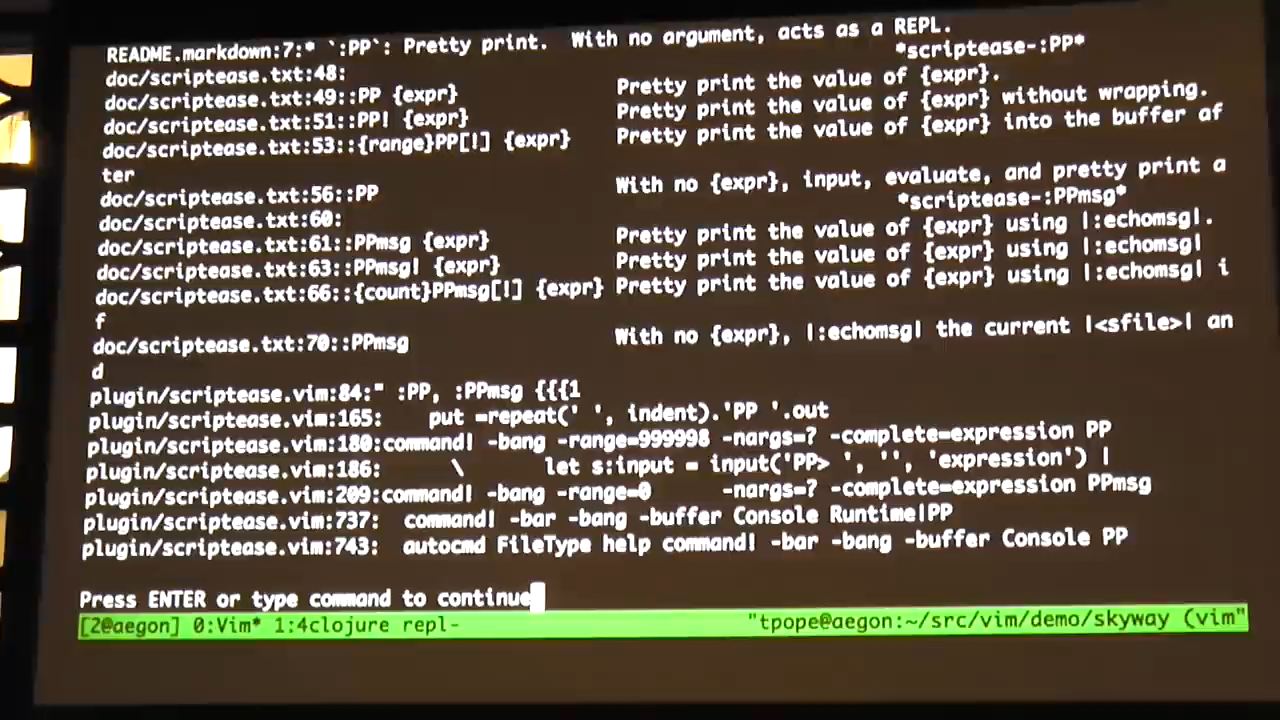 README.markdown:7:* `:PP`: Pretty print.  With no argument, acts as a REPL.
doc/scriptease.txt:48:                                                *scriptease-:PP*
doc/scriptease.txt:49::PP {expr}                Pretty print the value of {expr}.
doc/scriptease.txt:51::PP! {expr}               Pretty print the value of {expr} without wrapping.
doc/scriptease.txt:53::{range}PP[!] {expr}      Pretty print the value of {expr} into the buffer af
ter
doc/scriptease.txt:56::PP                       With no {expr}, input, evaluate, and pretty print a
doc/scriptease.txt:60:                                                *scriptease-:PPmsg*
doc/scriptease.txt:61::PPmsg {expr}             Pretty print the value of {expr} using |:echomsg|.
doc/scriptease.txt:63::PPmsg! {expr}            Pretty print the value of {expr} using |:echomsg|
doc/scriptease.txt:66::{count}PPmsg[!] {expr} Pretty print the value of {expr} using |:echomsg| i
f
doc/scriptease.txt:70::PPmsg                    With no {expr}, |:echomsg| the current |<sfile>| an
d
plugin/scriptease.vim:84:" :PP, :PPmsg {{{1
plugin/scriptease.vim:165:    put =repeat(' ', indent).'PP '.out
plugin/scriptease.vim:180:command! -bang -range=999998 -nargs=? -complete=expression PP
plugin/scriptease.vim:186:      \       let s:input = input('PP> ', '', 'expression') |
plugin/scriptease.vim:209:command! -bang -range=0      -nargs=? -complete=expression PPmsg
plugin/scriptease.vim:737:  command! -bar -bang -buffer Console Runtime|PP
plugin/scriptease.vim:743:  autocmd FileType help command! -bar -bang -buffer Console PP
Press ENTER or type command to continue
[2@aegon] 0:Vim* 1:4clojure repl-                         "tpope@aegon:~/src/vim/demo/skyway (vim"